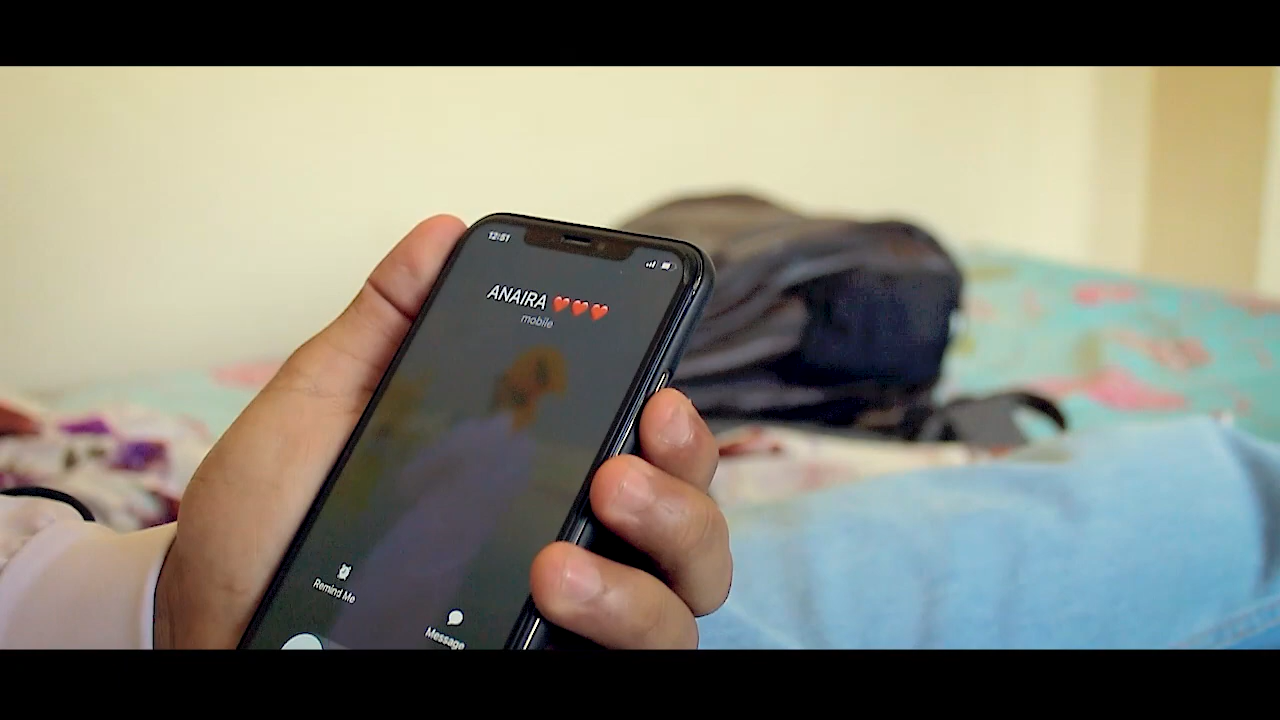 12:51
ANAIRA ❤️❤️❤️
mobile
Remind Me
Message